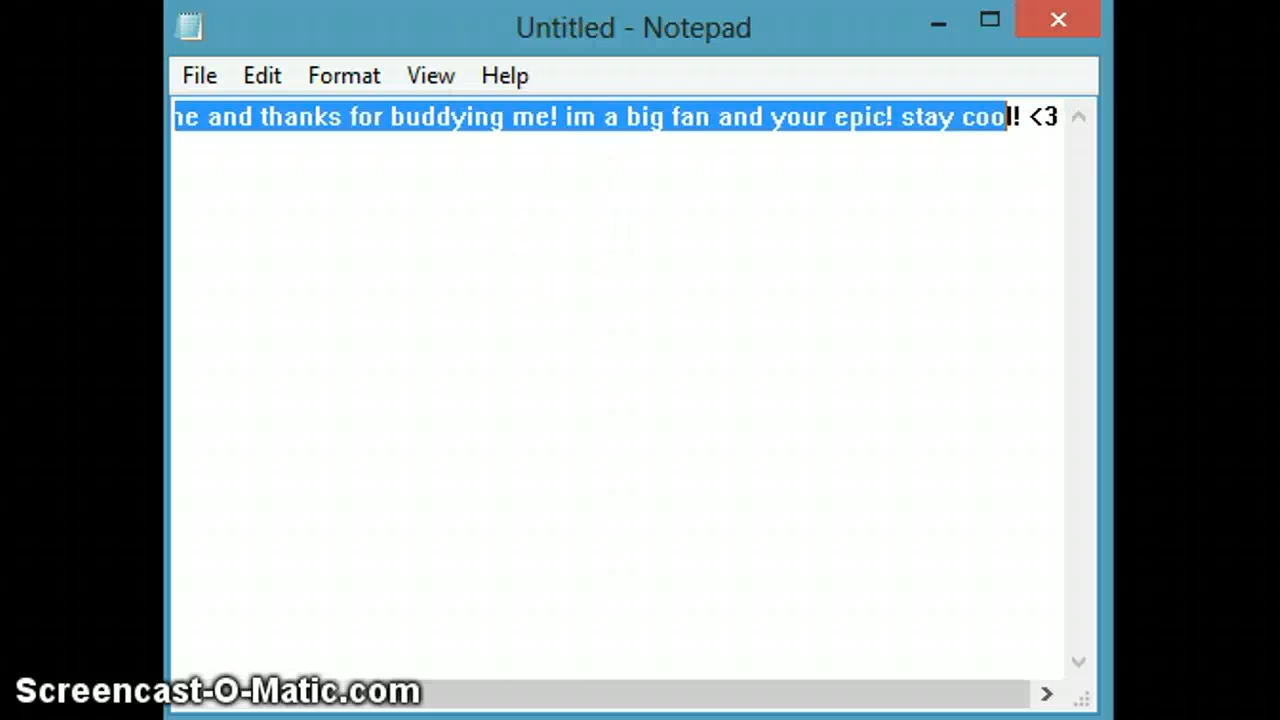 Untitled - Notepad
File Edit Format View Help
and thanks for buddying me! im a big fan and your epic! stay cool! <3
Screencast-O-Matic.com